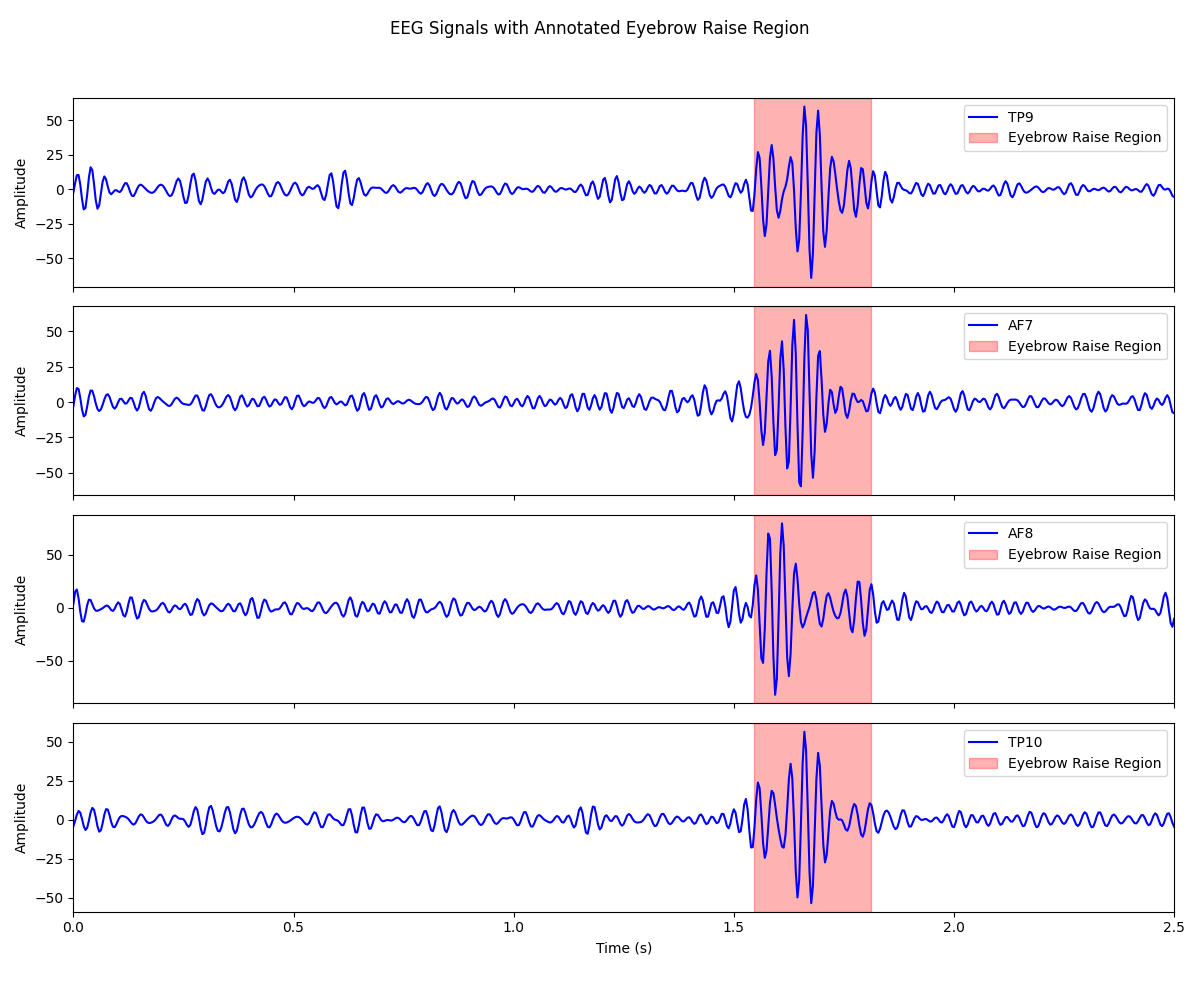 EEG Signals with Annotated Eyebrow Raise Region
50
25
0
−25
−50
Amplitude
TP9
Eyebrow Raise Region
50
25
0
−25
−50
Amplitude
AF7
Eyebrow Raise Region
50
0
−50
Amplitude
AF8
Eyebrow Raise Region
50
25
0
−25
−50
Amplitude
TP10
Eyebrow Raise Region
0.0 0.5 1.0 1.5 2.0 2.5
Time (s)